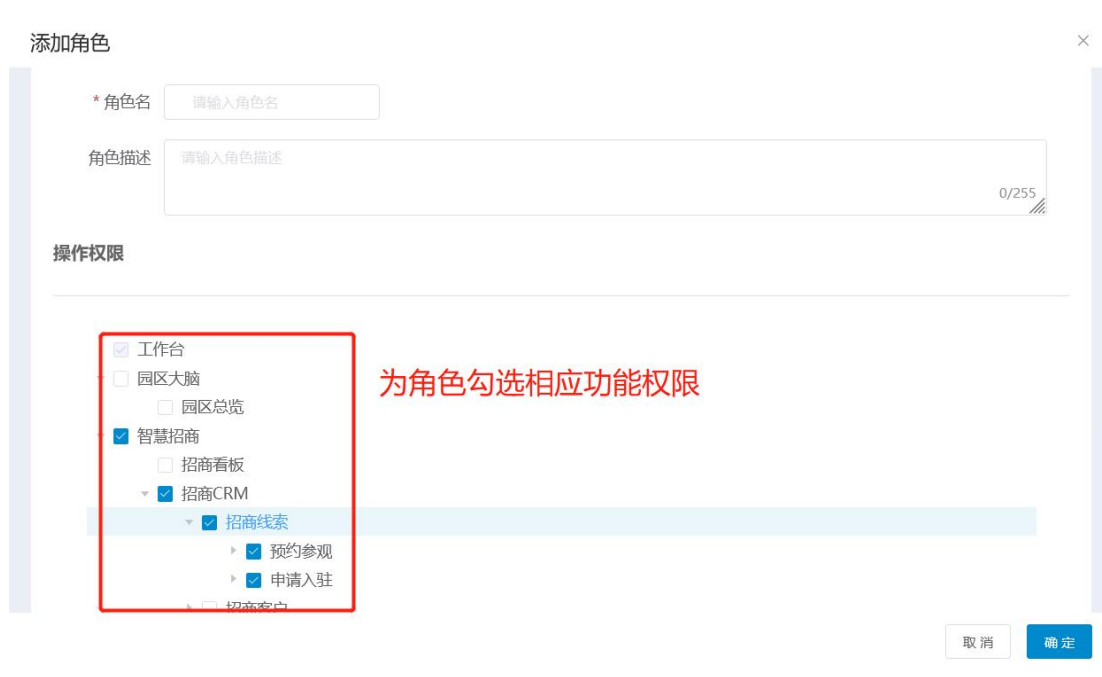 添加角色
* 角色名 请输入角色名
角色描述 请输入角色描述
0/255
操作权限
工作台
园区大脑
园区总览
智慧招商
招商看板
招商CRM
招商线索
预约参观
申请入驻
招商客户
为角色勾选相应功能权限
取消 确定